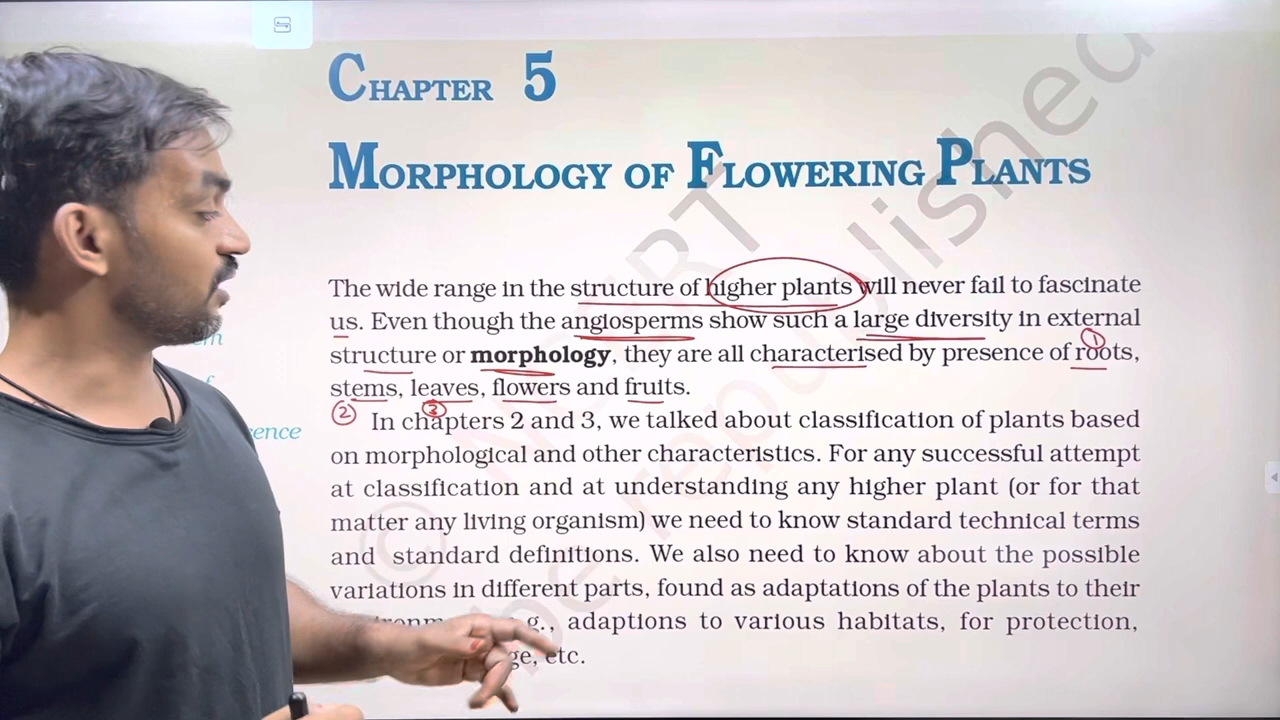 CHAPTER 5
MORPHOLOGY OF FLOWERING PLANTS
The wide range in the structure of higher plants will never fail to fascinate
us. Even though the angiosperms show such a large diversity in external
structure or morphology, they are all characterised by presence of roots,
stems, leaves, flowers and fruits.
1
2
3
In chapters 2 and 3, we talked about classification of plants based
on morphological and other characteristics. For any successful attempt
at classification and at understanding any higher plant (or for that
matter any living organism) we need to know standard technical terms
and standard definitions. We also need to know about the possible
variations in different parts, found as adaptations of the plants to their
adaptions to various habitats, for protection,
etc.
republished